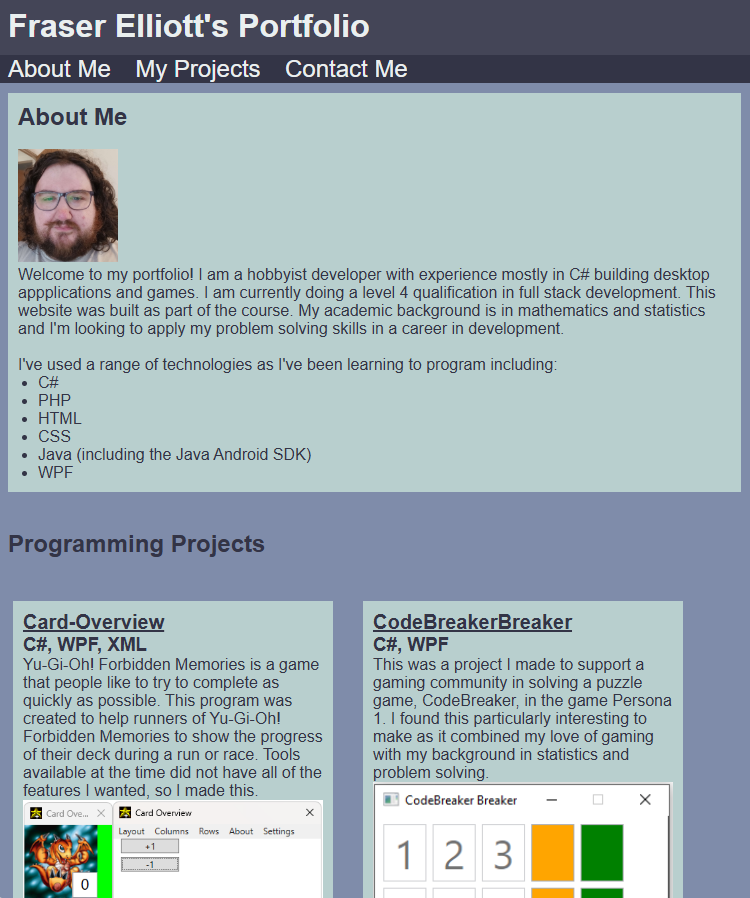 Fraser Elliott's Portfolio
About Me My Projects Contact Me
About Me
Welcome to my portfolio! I am a hobbyist developer with experience mostly in C# building desktop
appplications and games. I am currently doing a level 4 qualification in full stack development. This
website was built as part of the course. My academic background is in mathematics and statistics
and I'm looking to apply my problem solving skills in a career in development.
I've used a range of technologies as I've been learning to program including:
C#
PHP
HTML
CSS
Java (including the Java Android SDK)
WPF
Programming Projects
Card-Overview
C#, WPF, XML
Yu-Gi-Oh! Forbidden Memories is a game
that people like to try to complete as
quickly as possible. This program was
created to help runners of Yu-Gi-Oh!
Forbidden Memories to show the progress
of their deck during a run or race. Tools
available at the time did not have all of the
features I wanted, so I made this.
Card Ove...
0
Card Overview
Layout Columns Rows About Settings
+1
-1
CodeBreakerBreaker
C#, WPF
This was a project I made to support a
gaming community in solving a puzzle
game, CodeBreaker, in the game Persona
1. I found this particularly interesting to
make as it combined my love of gaming
with my background in statistics and
problem solving.
CodeBreaker Breaker
1 2 3